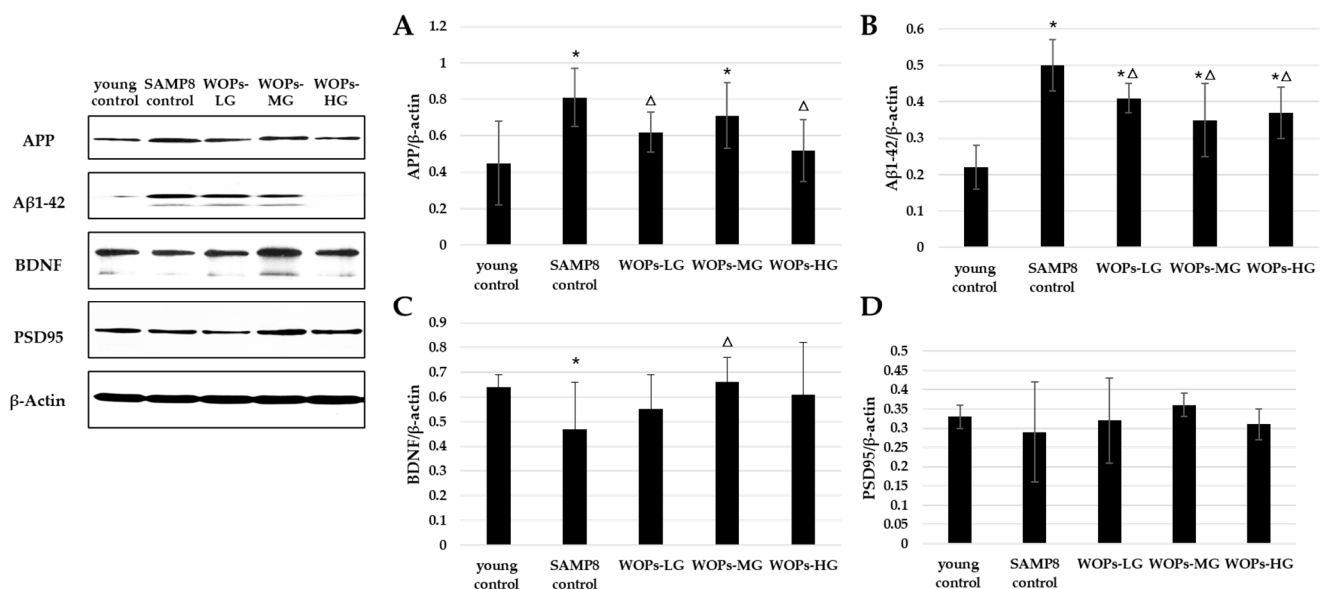 young SAMP8 WOPs- WOPs- WOPs-
control control LG MG HG
APP
Aβ1-42
BDNF
PSD95
β-Actin
A
APP/β-actin
1.2
1
0.8
0.6
0.4
0.2
0
*
Δ
*
Δ
young control
SAMP8 control
WOPs-LG
WOPs-MG
WOPs-HG
B
Aβ1-42/β-actin
0.6
0.5
0.4
0.3
0.2
0.1
0
*
*Δ
*Δ
*Δ
young control
SAMP8 control
WOPs-LG
WOPs-MG
WOPs-HG
C
BDNF/β-actin
0.9
0.8
0.7
0.6
0.5
0.4
0.3
0.2
0.1
0
*
Δ
young control
SAMP8 control
WOPs-LG
WOPs-MG
WOPs-HG
D
PSD95/β-actin
0.5
0.45
0.4
0.35
0.3
0.25
0.2
0.15
0.1
0.05
0
young control
SAMP8 control
WOPs-LG
WOPs-MG
WOPs-HG